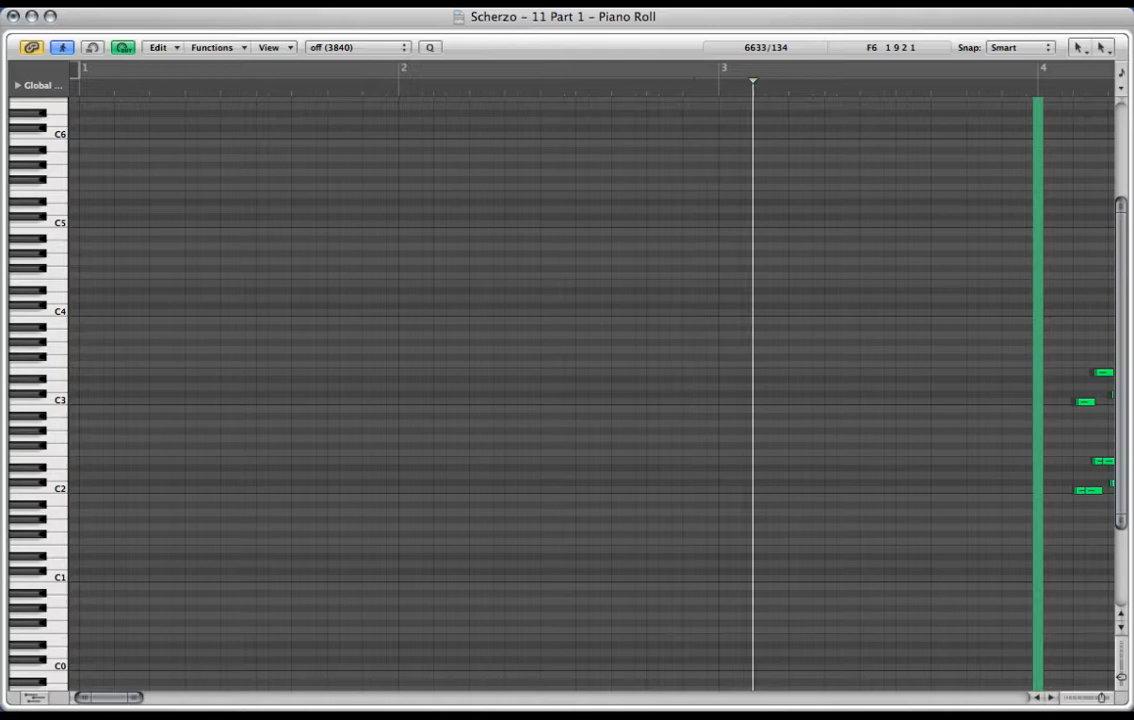 Scherzo - 11 Part 1 - Piano Roll
Edit Functions View off (3840) Q 6633/134 F6 1 9 2 1 Snap: Smart
1 2 3 4
Global ...
C6
C5
C4
C3
C2
C1
C0